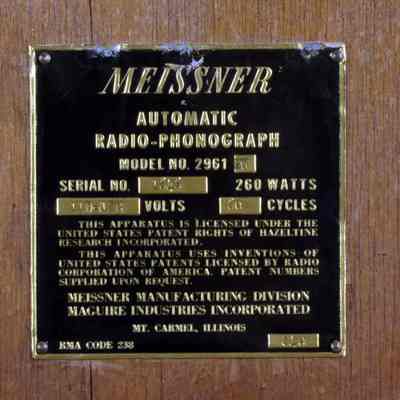 MEISSNER
AUTOMATIC
RADIO-PHONOGRAPH
MODEL NO. 2961
SERIAL NO. 260 WATTS
VOLTS CYCLES
THIS APPARATUS IS LICENSED UNDER THE
UNITED STATES PATENT RIGHTS OF HAZELTINE
RESEARCH INCORPORATED.
THIS APPARATUS USES INVENTIONS OF
UNITED STATES PATENTS LICENSED BY RADIO
CORPORATION OF AMERICA. PATENT NUMBERS
SUPPLIED UPON REQUEST.
MEISSNER MANUFACTURING DIVISION
MAGUIRE INDUSTRIES INCORPORATED
MT. CARMEL, ILLINOIS
RMA CODE 238